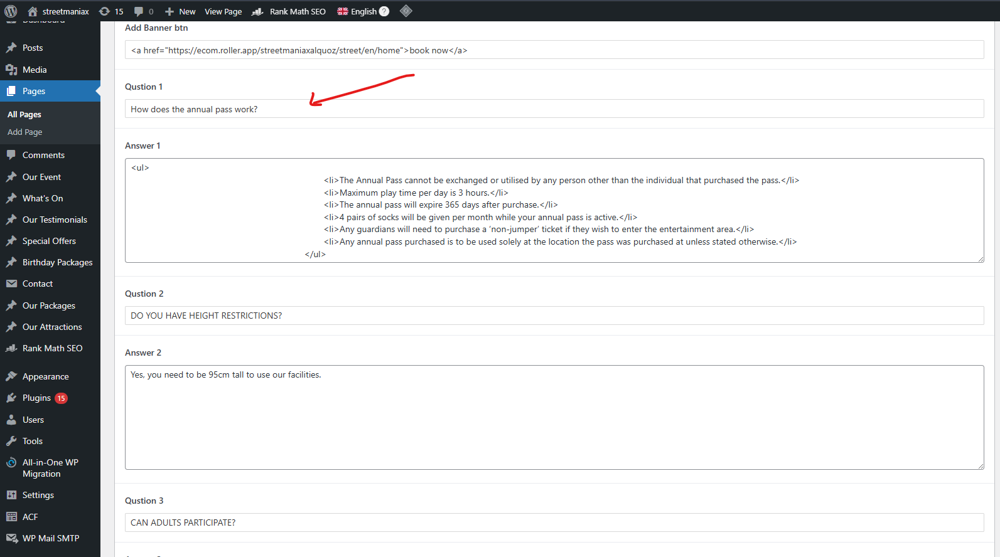 streetmaniax 15 0 New View Page Rank Math SEO English ?
Dashboard
Posts
Media
Pages
All Pages
Add Page
Comments
Our Event
What's On
Our Testimonials
Special Offers
Birthday Packages
Contact
Our Packages
Our Attractions
Rank Math SEO
Appearance
Plugins 15
Users
Tools
All-in-One WP
Migration
Settings
ACF
WP Mail SMTP
Add Banner btn
<a href="https://ecom.roller.app/streetmaniaxalquoz/street/en/home">book now</a>
Qustion 1
How does the annual pass work?
Answer 1
<ul>
<li>The Annual Pass cannot be exchanged or utilised by any person other than the individual that purchased the pass.</li>
<li>Maximum play time per day is 3 hours.</li>
<li>The annual pass will expire 365 days after purchase.</li>
<li>4 pairs of socks will be given per month while your annual pass is active.</li>
<li>Any guardians will need to purchase a ‘non-jumper’ ticket if they wish to enter the entertainment area.</li>
<li>Any annual pass purchased is to be used solely at the location the pass was purchased at unless stated otherwise.</li>
</ul>
Qustion 2
DO YOU HAVE HEIGHT RESTRICTIONS?
Answer 2
Yes, you need to be 95cm tall to use our facilities.
Qustion 3
CAN ADULTS PARTICIPATE?